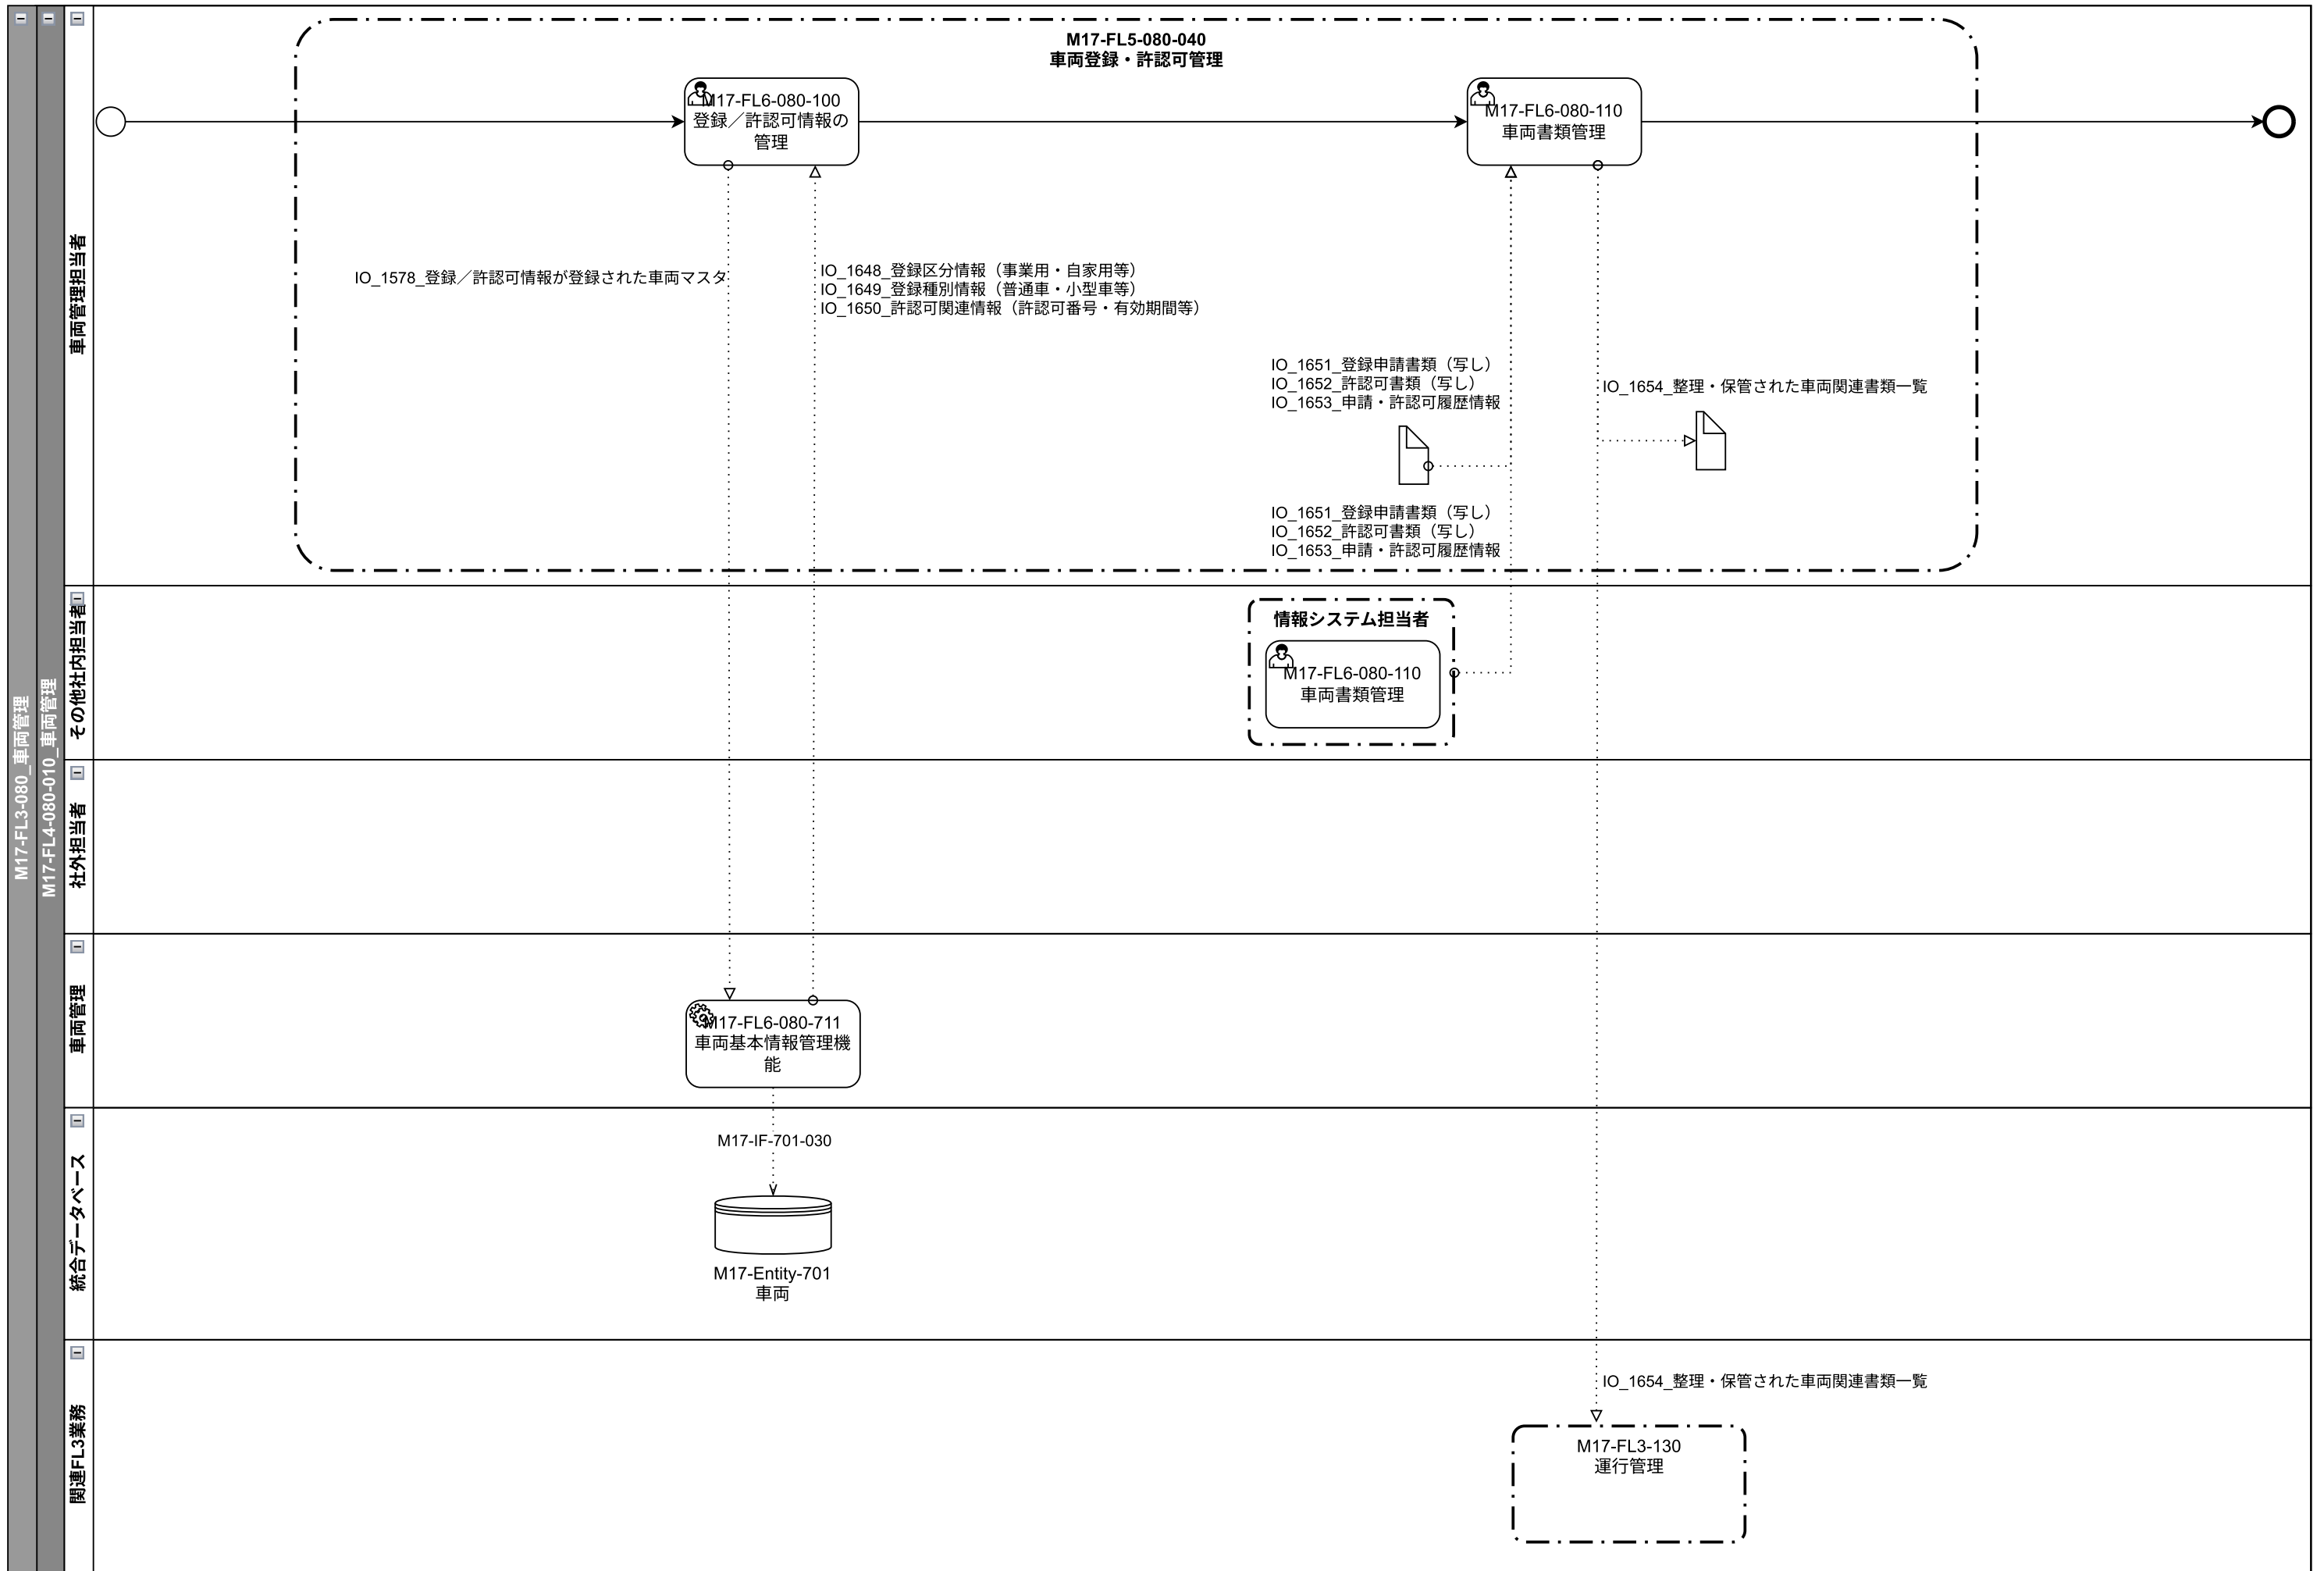 M17-FL3-080_車両管理
M17-FL4-080-010_車両管理
車両管理担当者
M17-FL5-080-040
車両登録・許認可管理
M17-FL6-080-100
登録／許認可情報の
管理
M17-FL6-080-110
車両書類管理
IO_1578_登録／許認可情報が登録された車両マスタ
IO_1648_登録区分情報（事業用・自家用等）
IO_1649_登録種別情報（普通車・小型車等）
IO_1650_許認可関連情報（許認可番号・有効期間等）
IO_1651_登録申請書類（写し）
IO_1652_許認可書類（写し）
IO_1653_申請・許認可履歴情報
IO_1654_整理・保管された車両関連書類一覧
IO_1651_登録申請書類（写し）
IO_1652_許認可書類（写し）
IO_1653_申請・許認可履歴情報
その他社内担当者
情報システム担当者
M17-FL6-080-110
車両書類管理
社外担当者
車両管理
M17-FL6-080-711
車両基本情報管理機
能
統合データベース
M17-IF-701-030
M17-Entity-701
車両
関連FL3業務
IO_1654_整理・保管された車両関連書類一覧
M17-FL3-130
運行管理